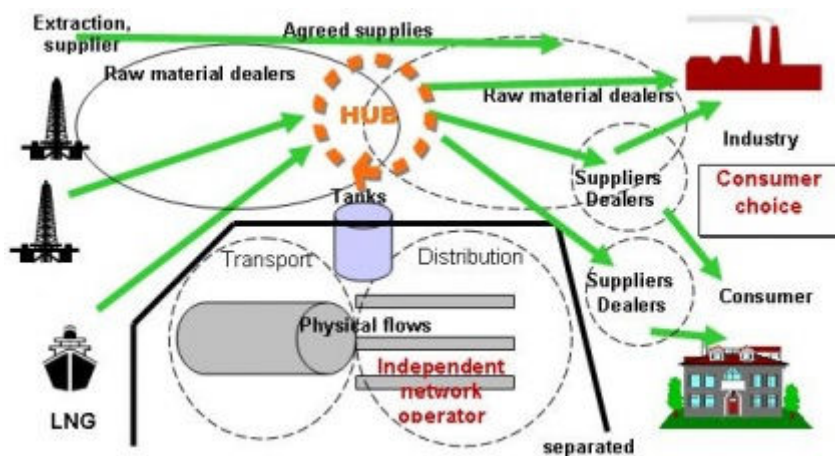 Extraction,
supplier
Agreed supplies
Raw material dealers
HUB
Raw material dealers
Industry
Suppliers
Dealers
Consumer
choice
Tanks
Transport
Distribution
Suppliers
Dealers
Consumer
Physical flows
Independent
network
operator
LNG
separated